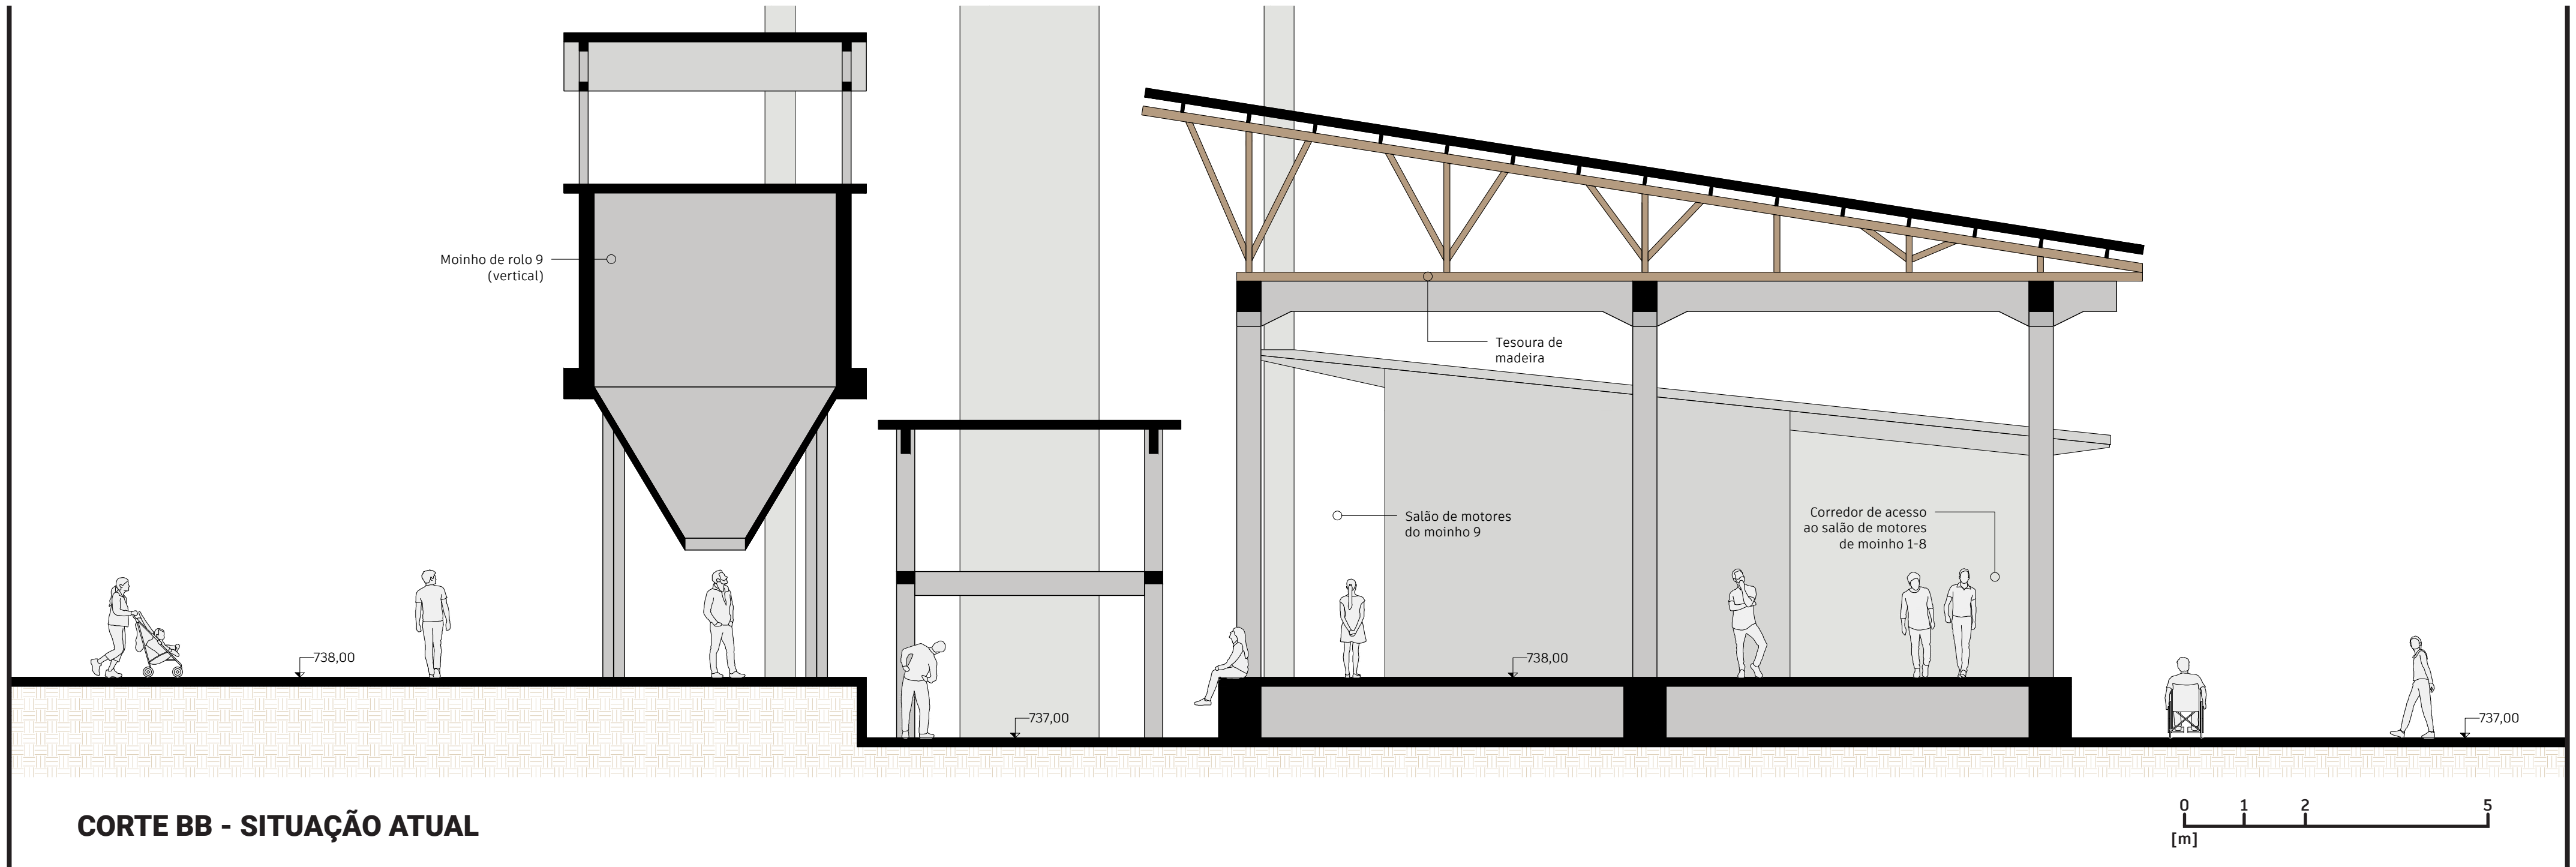 Moinho de rolo 9
(vertical)
Tesoura de
madeira
Salão de motores
do moinho 9
Corredor de acesso
ao salão de motores
de moinho 1-8
738,00
738,00
737,00
737,00
CORTE BB - SITUAÇÃO ATUAL
0 1 2 5
[m]